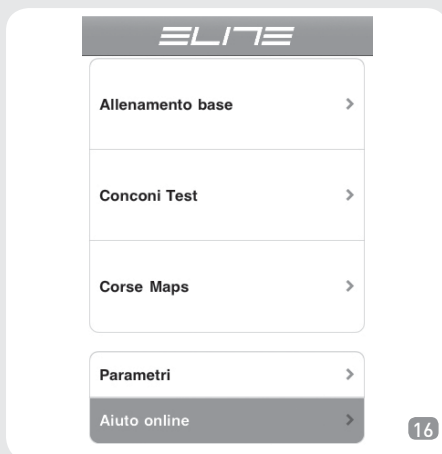 ELITE
Allenamento base
Conconi Test
Corse Maps
Parametri
Aiuto online
16